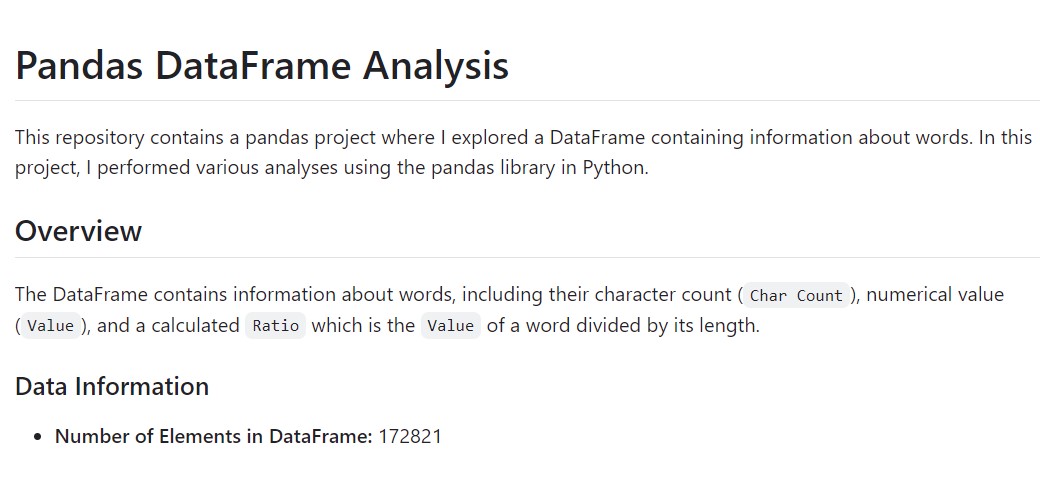 Pandas DataFrame Analysis
This repository contains a pandas project where I explored a DataFrame containing information about words. In this
project, I performed various analyses using the pandas library in Python.
Overview
The DataFrame contains information about words, including their character count ( Char Count ), numerical value
( Value ), and a calculated Ratio which is the Value of a word divided by its length.
Data Information
• Number of Elements in DataFrame: 172821